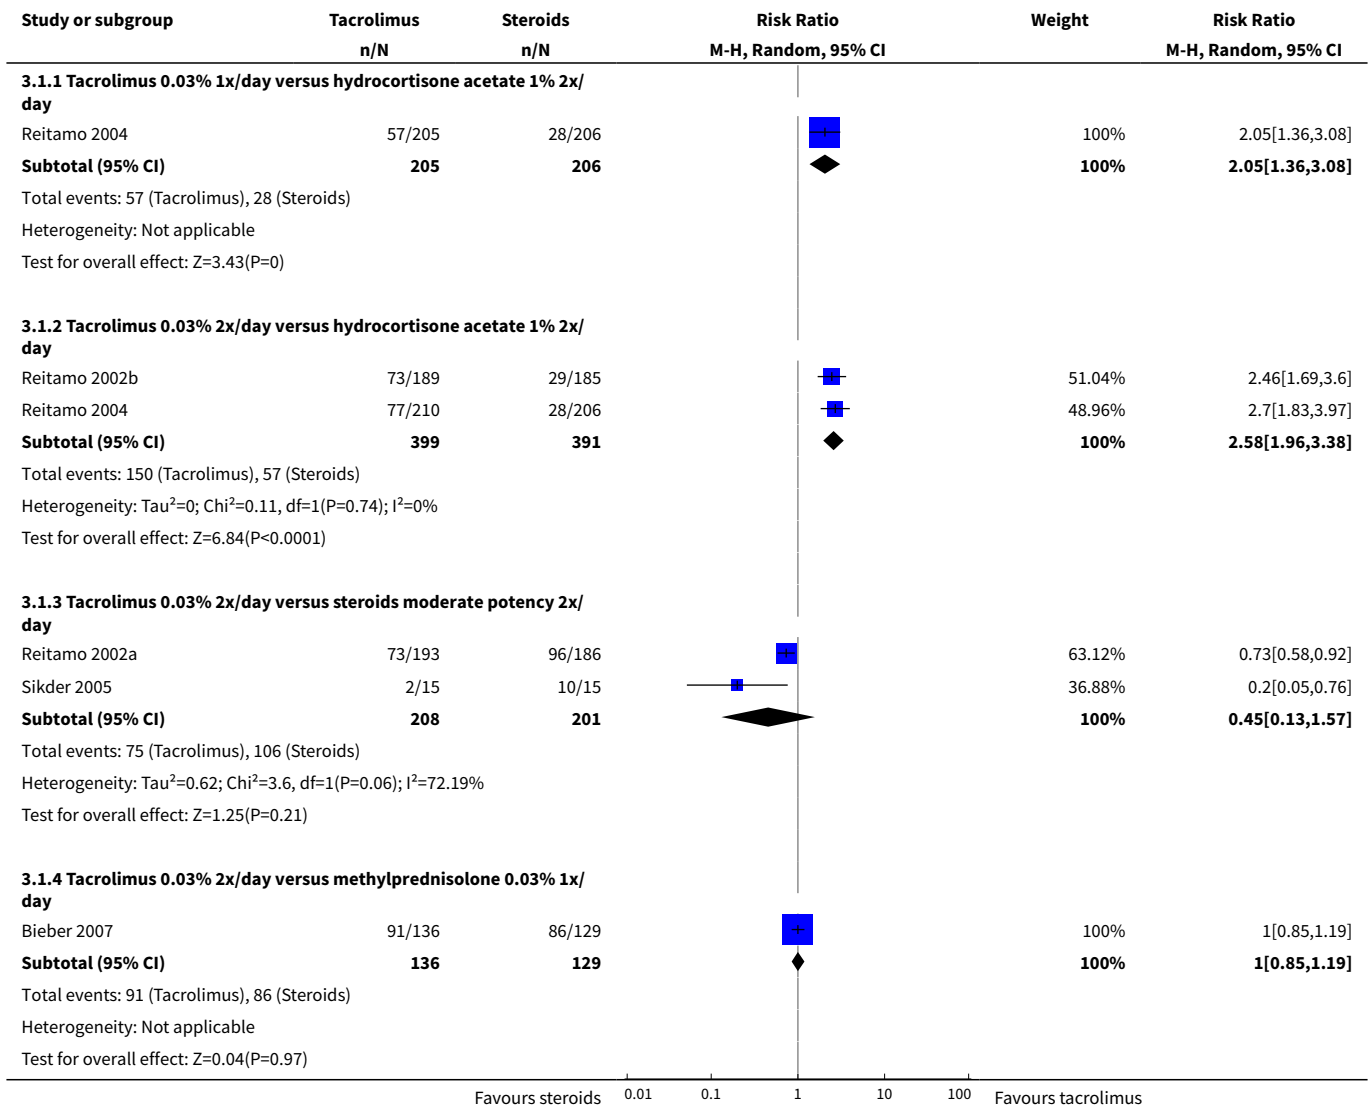 Study or subgroup Tacrolimus Steroids Risk Ratio Weight Risk Ratio
n/N n/N M-H, Random, 95% CI M-H, Random, 95% CI
3.1.1 Tacrolimus 0.03% 1x/day versus hydrocortisone acetate 1% 2x/
day
Reitamo 2004 57/205 28/206 100% 2.05[1.36,3.08]
Subtotal (95% CI) 205 206 100% 2.05[1.36,3.08]
Total events: 57 (Tacrolimus), 28 (Steroids)
Heterogeneity: Not applicable
Test for overall effect: Z=3.43(P=0)
3.1.2 Tacrolimus 0.03% 2x/day versus hydrocortisone acetate 1% 2x/
day
Reitamo 2002b 73/189 29/185 51.04% 2.46[1.69,3.6]
Reitamo 2004 77/210 28/206 48.96% 2.7[1.83,3.97]
Subtotal (95% CI) 399 391 100% 2.58[1.96,3.38]
Total events: 150 (Tacrolimus), 57 (Steroids)
Heterogeneity: Tau²=0; Chi²=0.11, df=1(P=0.74); I²=0%
Test for overall effect: Z=6.84(P<0.0001)
3.1.3 Tacrolimus 0.03% 2x/day versus steroids moderate potency 2x/
day
Reitamo 2002a 73/193 96/186 63.12% 0.73[0.58,0.92]
Sikder 2005 2/15 10/15 36.88% 0.2[0.05,0.76]
Subtotal (95% CI) 208 201 100% 0.45[0.13,1.57]
Total events: 75 (Tacrolimus), 106 (Steroids)
Heterogeneity: Tau²=0.62; Chi²=3.6, df=1(P=0.06); I²=72.19%
Test for overall effect: Z=1.25(P=0.21)
3.1.4 Tacrolimus 0.03% 2x/day versus methylprednisolone 0.03% 1x/
day
Bieber 2007 91/136 86/129 100% 1[0.85,1.19]
Subtotal (95% CI) 136 129 100% 1[0.85,1.19]
Total events: 91 (Tacrolimus), 86 (Steroids)
Heterogeneity: Not applicable
Test for overall effect: Z=0.04(P=0.97)
Favours steroids 0.01 0.1 1 10 100 Favours tacrolimus